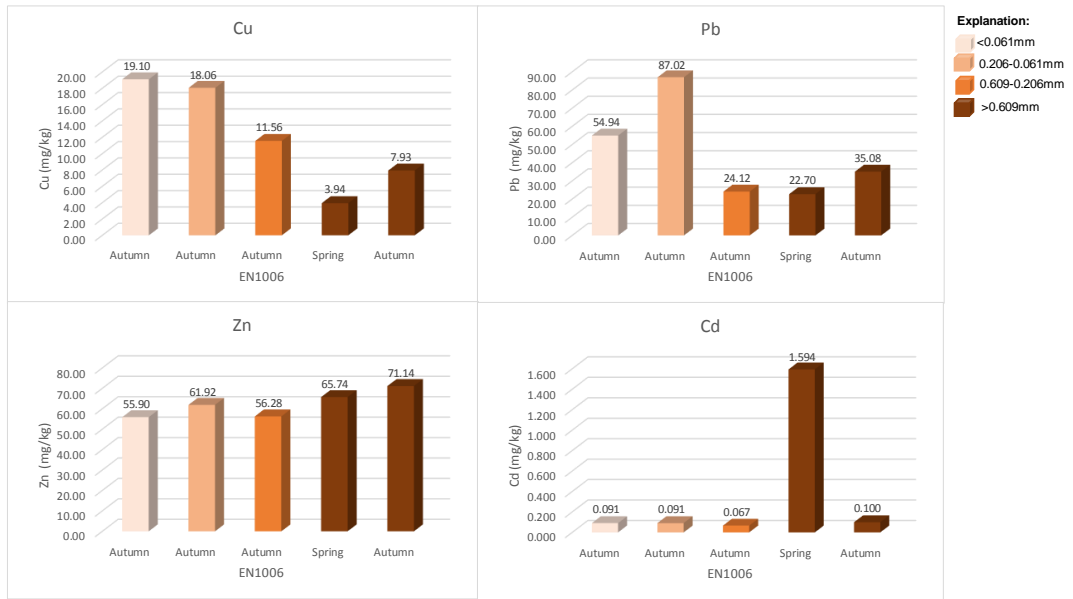 Cu
20.00
18.00
16.00
14.00
12.00
10.00
8.00
6.00
4.00
2.00
0.00
Cu (mg/kg)
19.10
18.06
11.56
3.94
7.93
Autumn Autumn Autumn Spring Autumn
EN1006
Pb
90.00
80.00
70.00
60.00
50.00
40.00
30.00
20.00
10.00
0.00
Pb (mg/kg)
54.94
87.02
24.12
22.70
35.08
Autumn Autumn Autumn Spring Autumn
EN1006
Explanation:
<0.061mm
0.206-0.061mm
0.609-0.206mm
>0.609mm
Zn
80.00
70.00
60.00
50.00
40.00
30.00
20.00
10.00
0.00
Zn (mg/kg)
55.90
61.92
56.28
65.74
71.14
Autumn Autumn Autumn Spring Autumn
EN1006
Cd
1.600
1.400
1.200
1.000
0.800
0.600
0.400
0.200
0.000
Cd (mg/kg)
0.091
0.091
0.067
1.594
0.100
Autumn Autumn Autumn Spring Autumn
EN1006